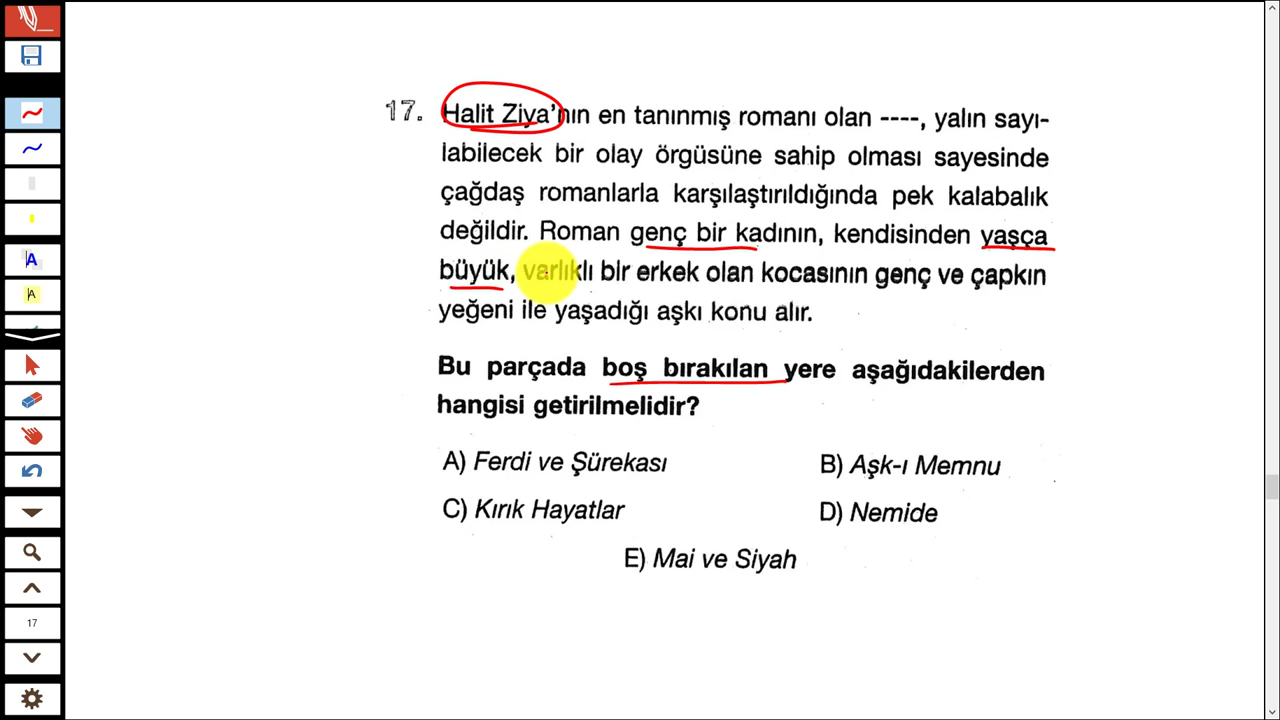 17. Halit Ziya'nın en tanınmış romanı olan ----, yalın sayı-
labilecek bir olay örgüsüne sahip olması sayesinde
çağdaş romanlarla karşılaştırıldığında pek kalabalık
değildir. Roman genç bir kadının, kendisinden yaşça
büyük, varlıklı bir erkek olan kocasının genç ve çapkın
yeğeni ile yaşadığı aşkı konu alır.
Bu parçada boş bırakılan yere aşağıdakilerden
hangisi getirilmelidir?
A) Ferdi ve Şürekası B) Aşk-ı Memnu
C) Kırık Hayatlar D) Nemide
E) Mai ve Siyah
A
A
17